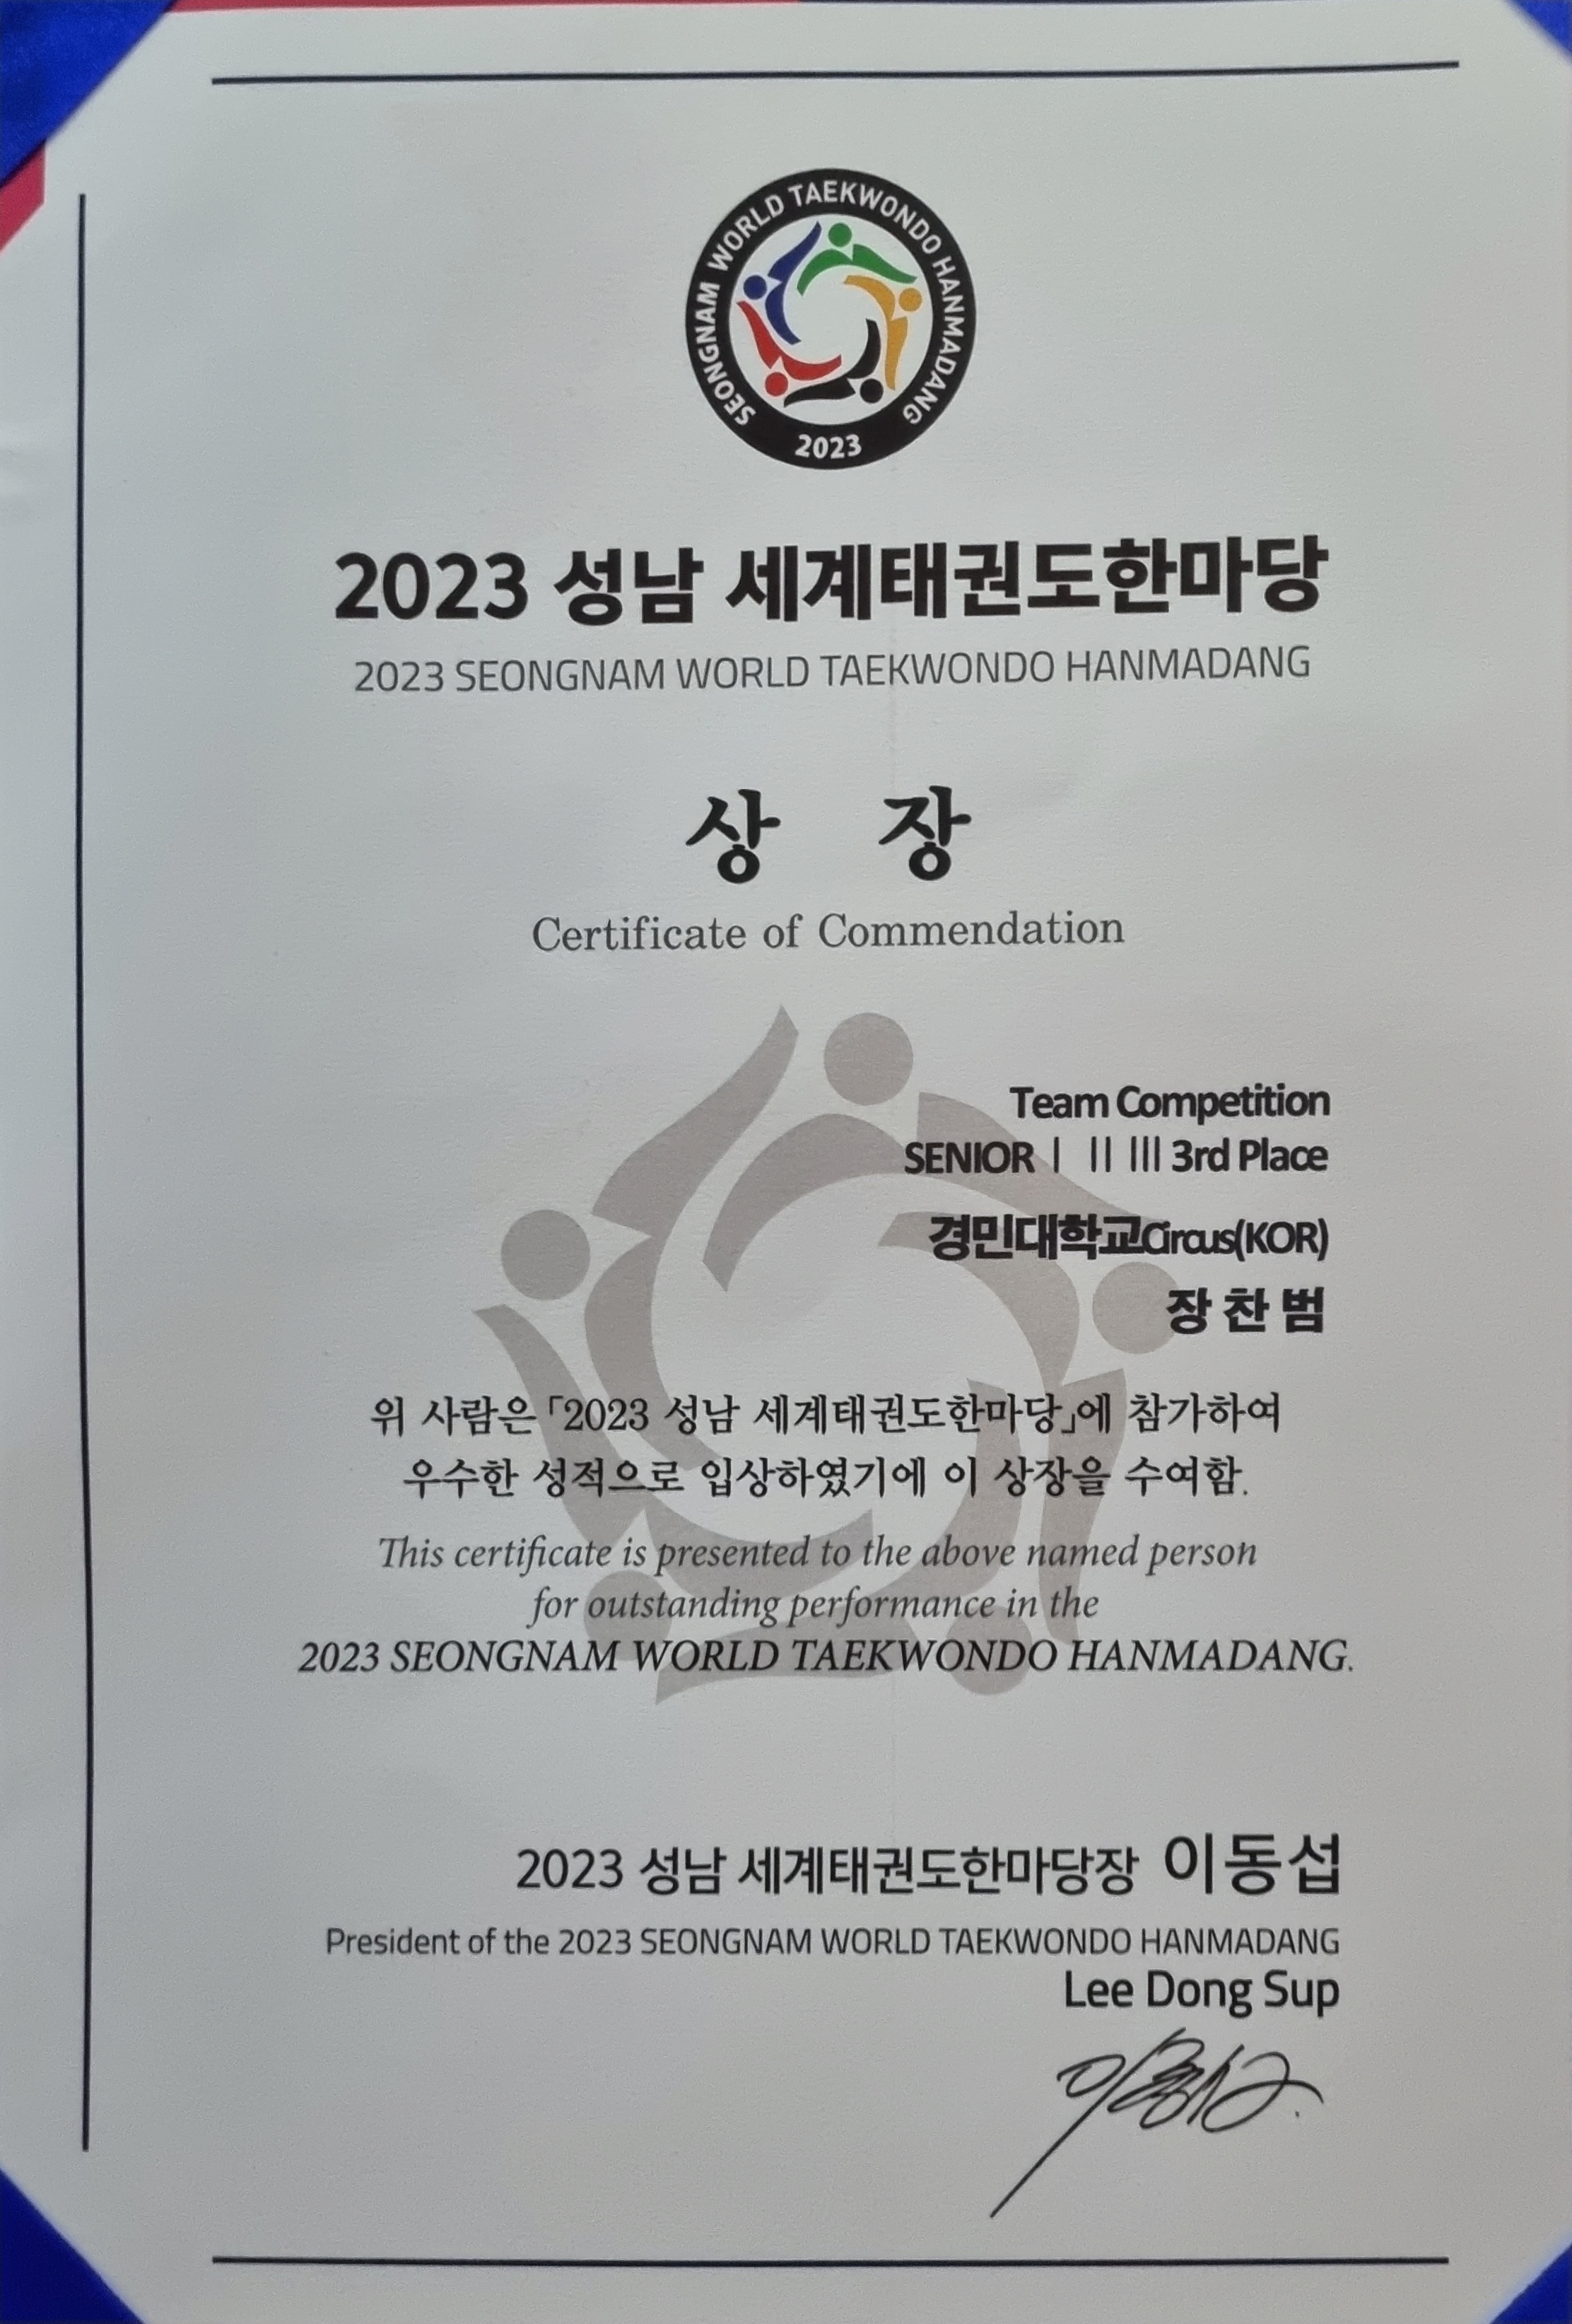 SEONGNAM WORLD TAEKWONDO HANMADANG
2023
2023 성남 세계태권도한마당
2023 SEONGNAM WORLD TAEKWONDO HANMADANG
상 장
Certificate of Commendation
Team Competition
SENIOR Ⅰ Ⅱ Ⅲ 3rd Place
경민대학교Circus(KOR)
장 찬 범
위 사람은 「2023 성남 세계태권도한마당」에 참가하여
우수한 성적으로 입상하였기에 이 상장을 수여함.
This certificate is presented to the above named person
for outstanding performance in the
2023 SEONGNAM WORLD TAEKWONDO HANMADANG.
2023 성남 세계태권도한마당장 이동섭
President of the 2023 SEONGNAM WORLD TAEKWONDO HANMADANG
Lee Dong Sup